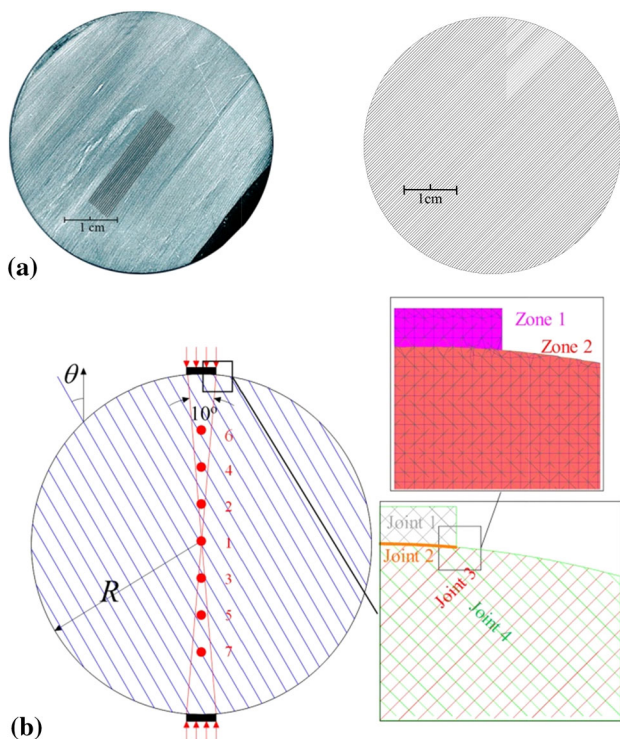 1 cm
1cm
(a)
Zone 1
Zone 2
θ
10°
6
4
2
1
3
5
7
R
Joint 1
Joint 2
Joint 3
Joint 4
(b)